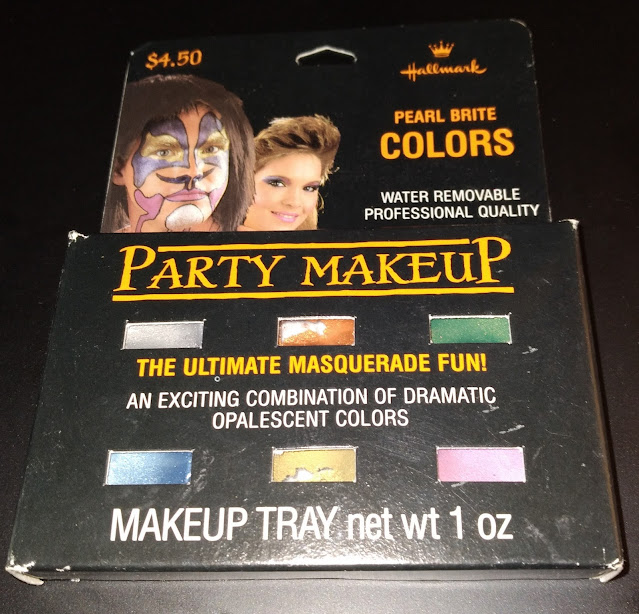 $4.50
Hallmark
PEARL BRITE
COLORS
WATER REMOVABLE
PROFESSIONAL QUALITY
PARTY MAKEUP
THE ULTIMATE MASQUERADE FUN!
AN EXCITING COMBINATION OF DRAMATIC
OPALESCENT COLORS
MAKEUP TRAY net wt 1 oz